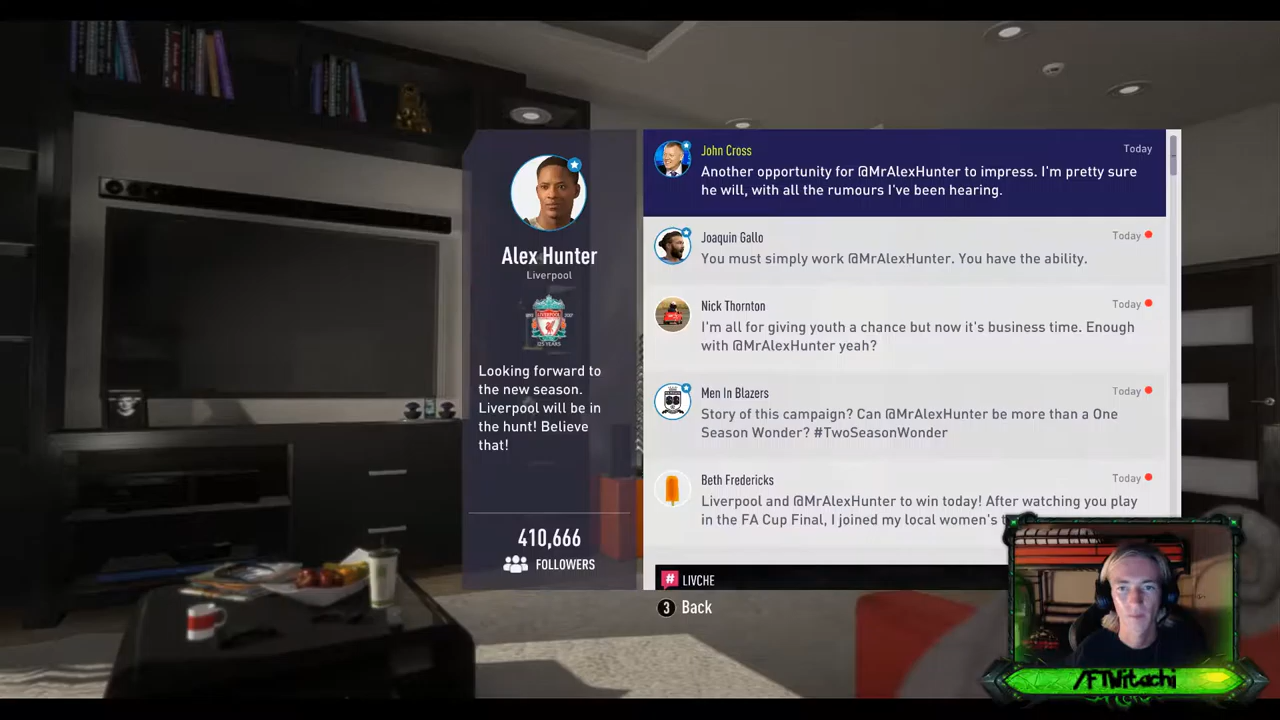 Alex Hunter
Liverpool
LIVERPOOL
125 YEARS
Looking forward to
the new season.
Liverpool will be in
the hunt! Believe
that!
410,666
FOLLOWERS
John Cross
Today
Another opportunity for @MrAlexHunter to impress. I'm pretty sure
he will, with all the rumours I've been hearing.
Joaquin Gallo
Today
You must simply work @MrAlexHunter. You have the ability.
Nick Thornton
Today
I'm all for giving youth a chance but now it's business time. Enough
with @MrAlexHunter yeah?
Men In Blazers
Today
Story of this campaign? Can @MrAlexHunter be more than a One
Season Wonder? #TwoSeasonWonder
Beth Fredericks
Today
Liverpool and @MrAlexHunter to win today! After watching you play
in the FA Cup Final, I joined my local women's
# LIVCHE
3 Back
/FTWitachi